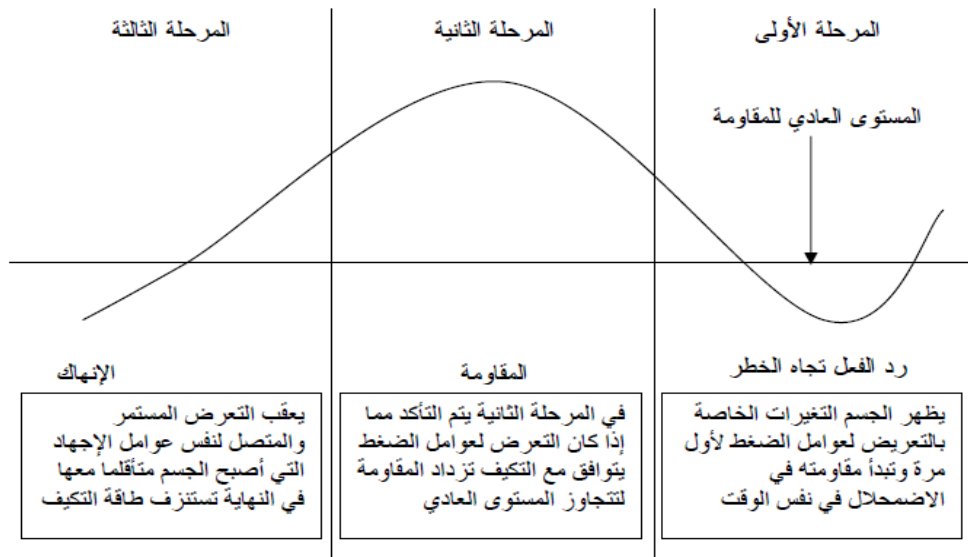 المرحلة الأولى
المرحلة الثانية
المرحلة الثالثة
المستوى العادي للمقاومة
رد الفعل تجاه الخطر
يظهر الجسم التغيرات الخاصة
بالتعريض لعوامل الضغط لأول
مرة وتبدأ مقاومته في
الاضمحلال في نفس الوقت
المقاومة
في المرحلة الثانية يتم التأكد مما
إذا كان التعرض لعوامل الضغط
يتوافق مع التكيف تزداد المقاومة
لتتجاوز المستوى العادي
الإنهاك
يعقب التعرض المستمر
والمتصل لنفس عوامل الإجهاد
التي أصبح الجسم متأقلما معها
في النهاية تستنزف طاقة التكيف